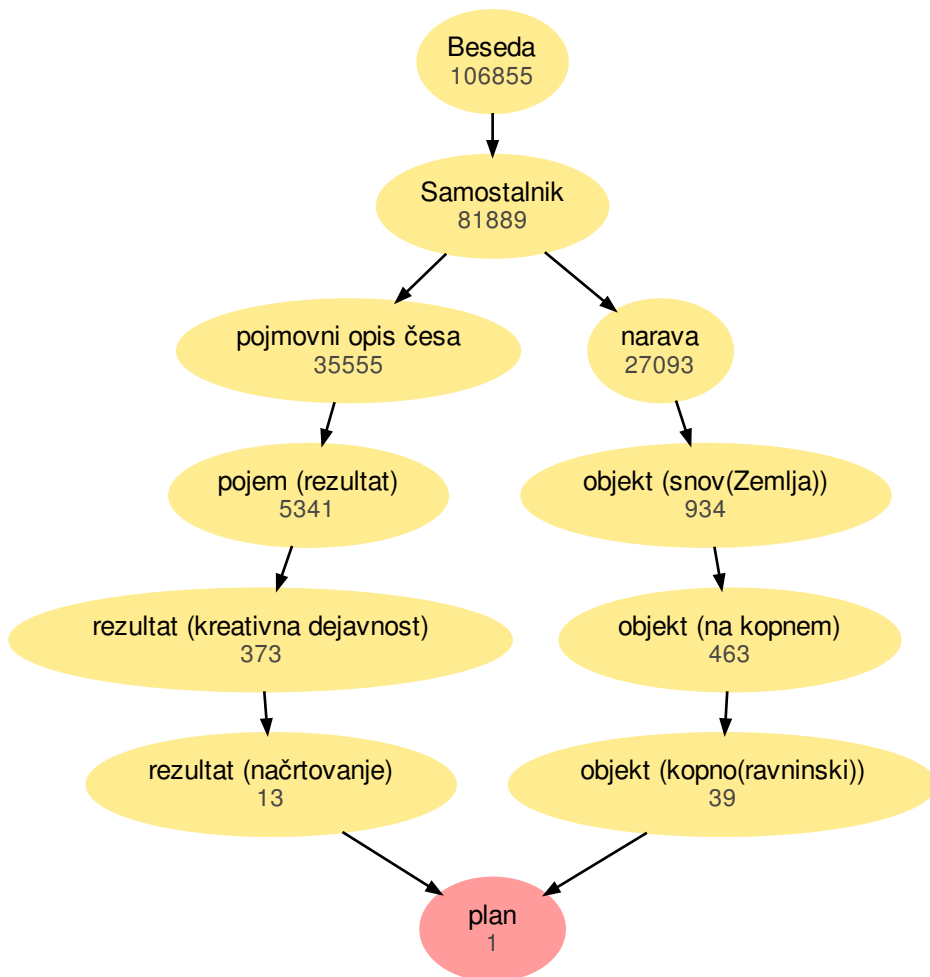 Beseda
106855
Samostalnik
81889
pojmovni opis česa
35555
narava
27093
pojem (rezultat)
5341
objekt (snov(Zemlja))
934
rezultat (kreativna dejavnost)
373
objekt (na kopnem)
463
rezultat (načrtovanje)
13
objekt (kopno(ravninski))
39
plan
1